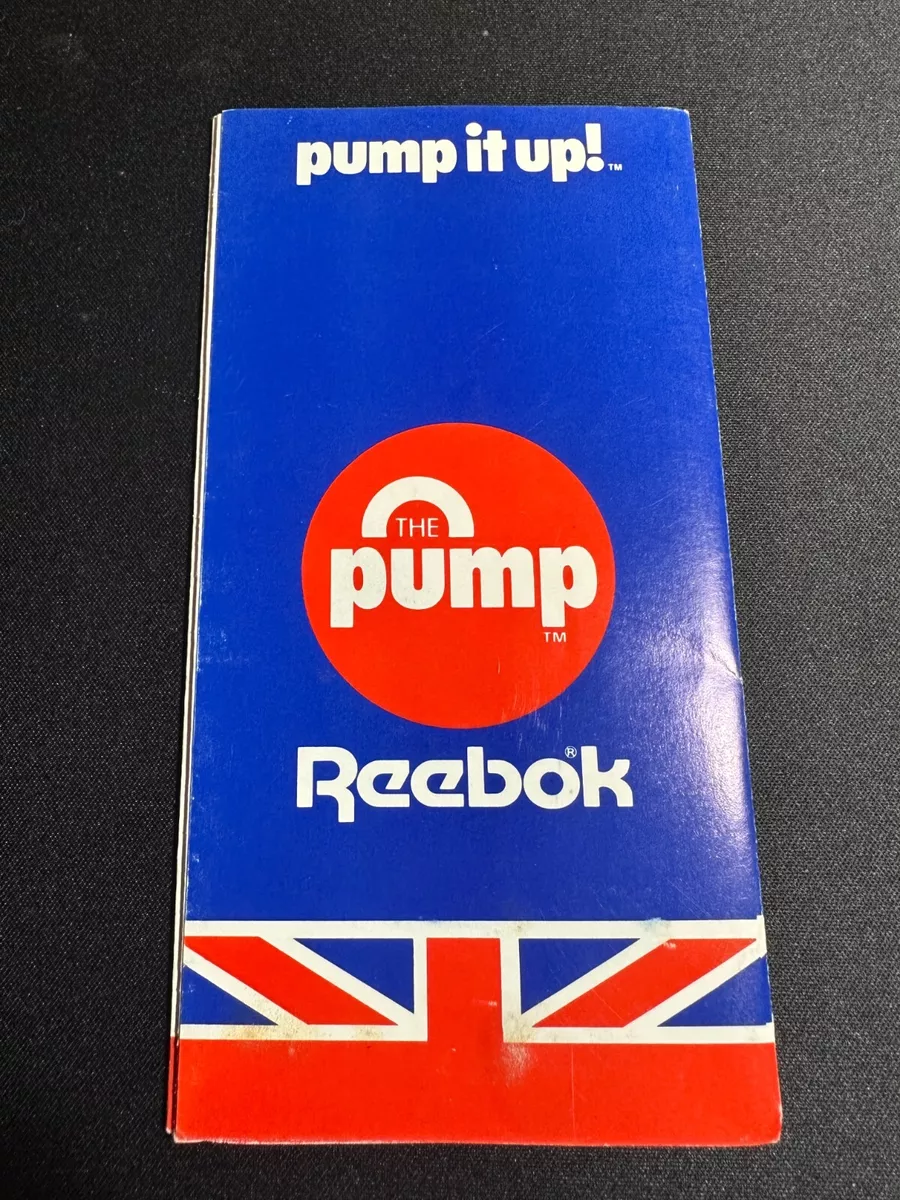 pump it up!™
THE
pump
™
Reebok®